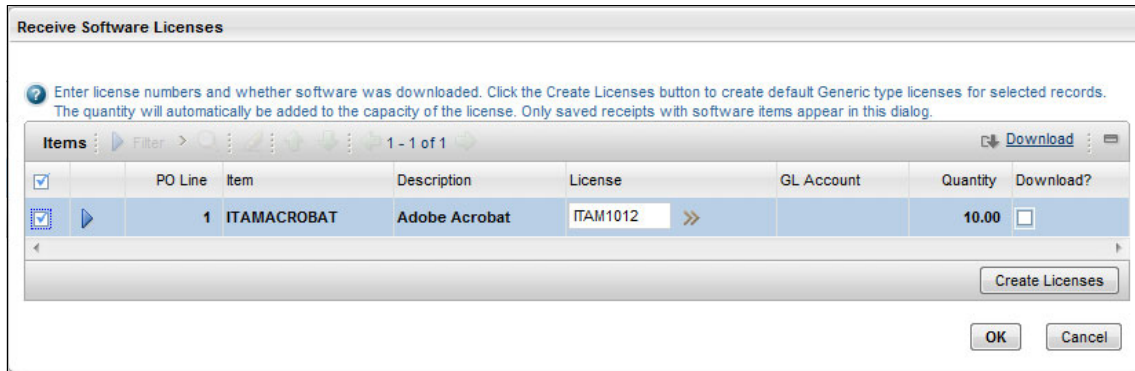 Receive Software Licenses
Enter license numbers and whether software was downloaded. Click the Create Licenses button to create default Generic type licenses for selected records.
The quantity will automatically be added to the capacity of the license. Only saved receipts with software items appear in this dialog.
Items Filter 1 - 1 of 1 Download
PO Line Item Description License GL Account Quantity Download?
1 ITAMACROBAT Adobe Acrobat ITAM1012 10.00
Create Licenses
OK Cancel